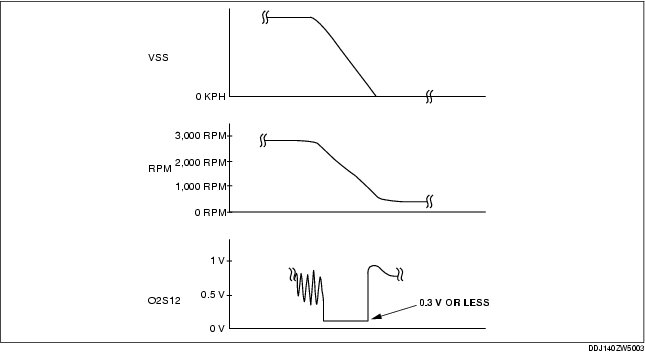 VSS
0 KPH
3,000 RPM
2,000 RPM
RPM
1,000 RPM
0 RPM
1 V
0.5 V
O2S12
0.3 V OR LESS
0 V
DDJ140ZW5003